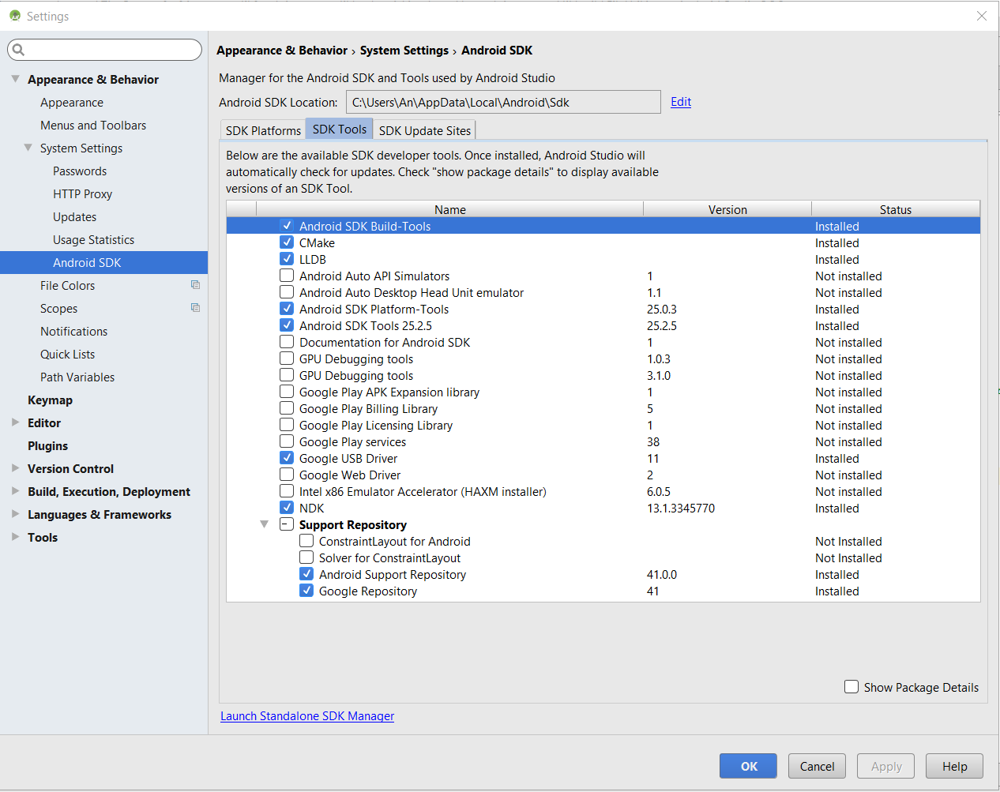 Settings
Appearance & Behavior
Appearance
Menus and Toolbars
System Settings
Passwords
HTTP Proxy
Updates
Usage Statistics
Android SDK
File Colors
Scopes
Notifications
Quick Lists
Path Variables
Keymap
Editor
Plugins
Version Control
Build, Execution, Deployment
Languages & Frameworks
Tools
Appearance & Behavior › System Settings › Android SDK
Manager for the Android SDK and Tools used by Android Studio
Android SDK Location: C:\Users\An\AppData\Local\Android\Sdk Edit
SDK Platforms SDK Tools SDK Update Sites
Below are the available SDK developer tools. Once installed, Android Studio will
automatically check for updates. Check "show package details" to display available
versions of an SDK Tool.
Name Version Status
Android SDK Build-Tools Installed
CMake Installed
LLDB Installed
Android Auto API Simulators 1 Not installed
Android Auto Desktop Head Unit emulator 1.1 Not installed
Android SDK Platform-Tools 25.0.3 Installed
Android SDK Tools 25.2.5 25.2.5 Installed
Documentation for Android SDK 1 Not installed
GPU Debugging tools 1.0.3 Not installed
GPU Debugging tools 3.1.0 Not installed
Google Play APK Expansion library 1 Not installed
Google Play Billing Library 5 Not installed
Google Play Licensing Library 1 Not installed
Google Play services 38 Not installed
Google USB Driver 11 Installed
Google Web Driver 2 Not installed
Intel x86 Emulator Accelerator (HAXM installer) 6.0.5 Not installed
NDK 13.1.3345770 Installed
Support Repository
ConstraintLayout for Android Not Installed
Solver for ConstraintLayout Not Installed
Android Support Repository 41.0.0 Installed
Google Repository 41 Installed
Show Package Details
Launch Standalone SDK Manager
OK Cancel Apply Help